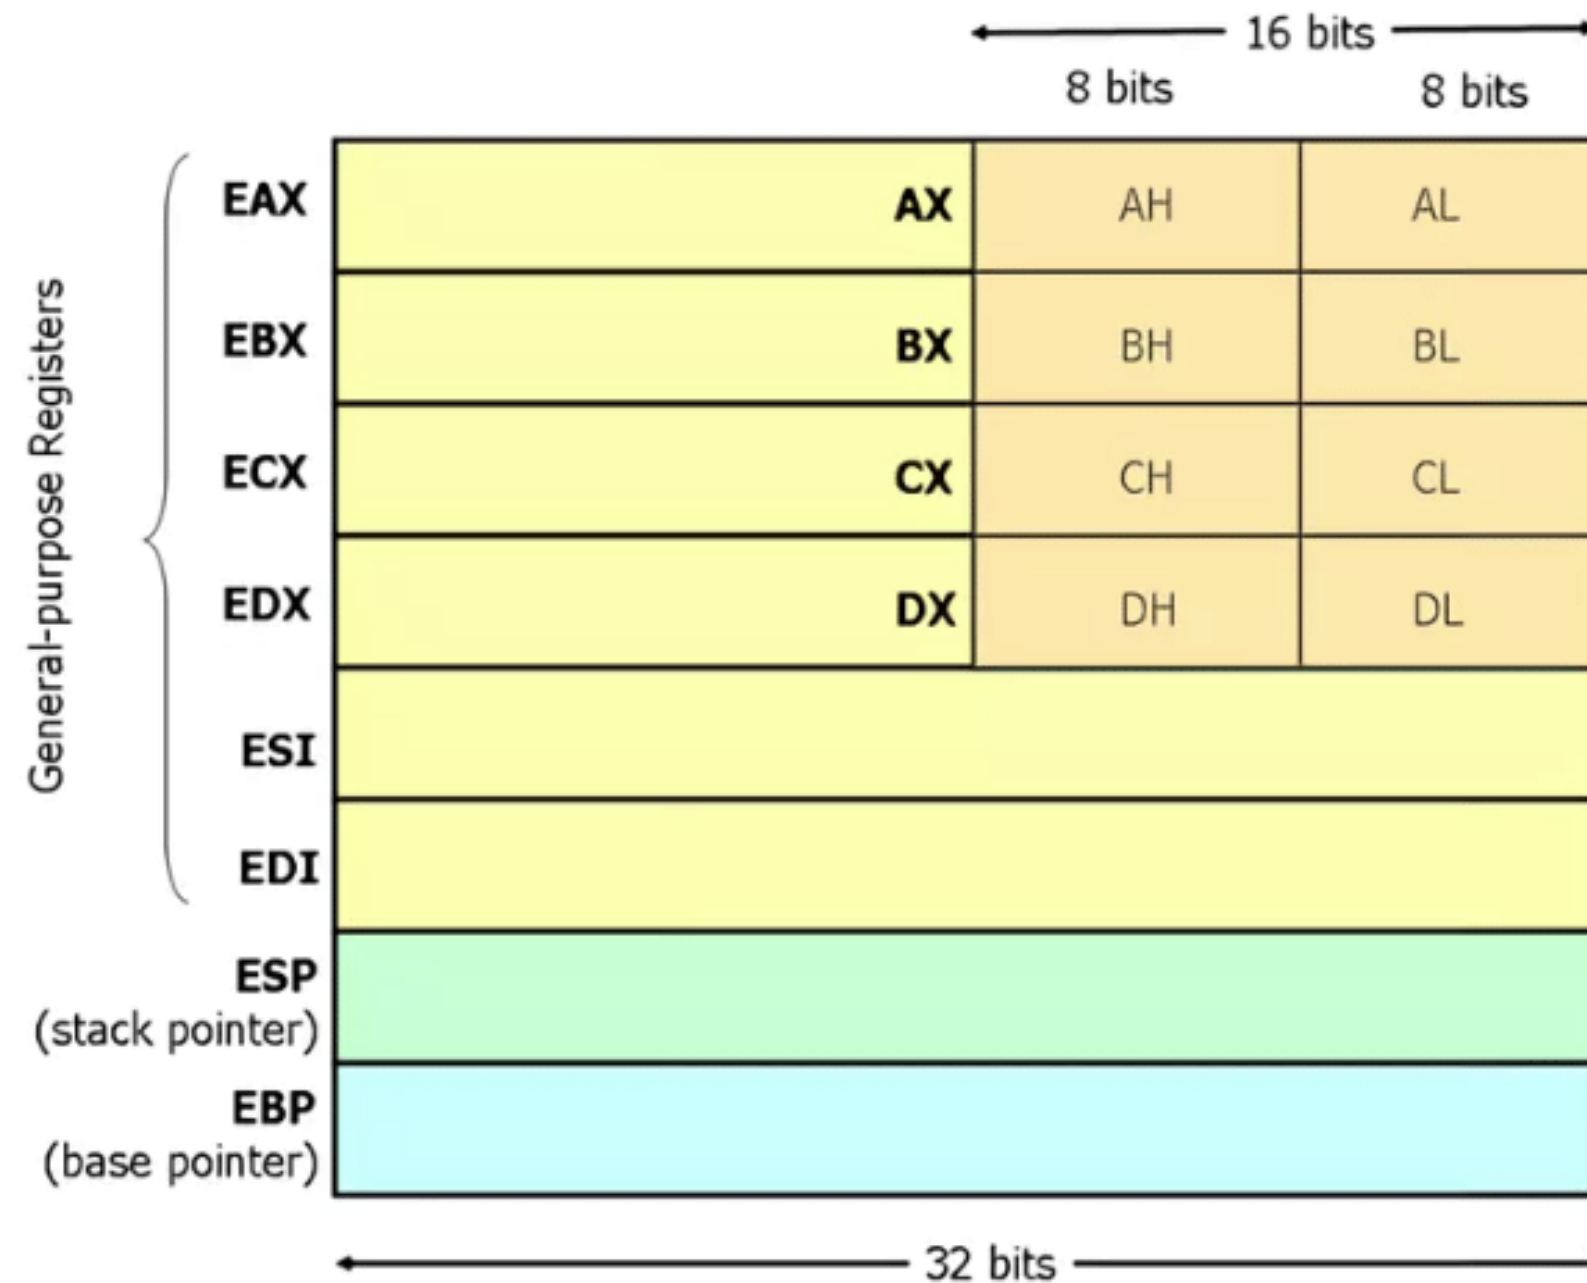 16 bits
8 bits 8 bits
General-purpose Registers
EAX AX AH AL
EBX BX BH BL
ECX CX CH CL
EDX DX DH DL
ESI
EDI
ESP
(stack pointer)
EBP
(base pointer)
32 bits